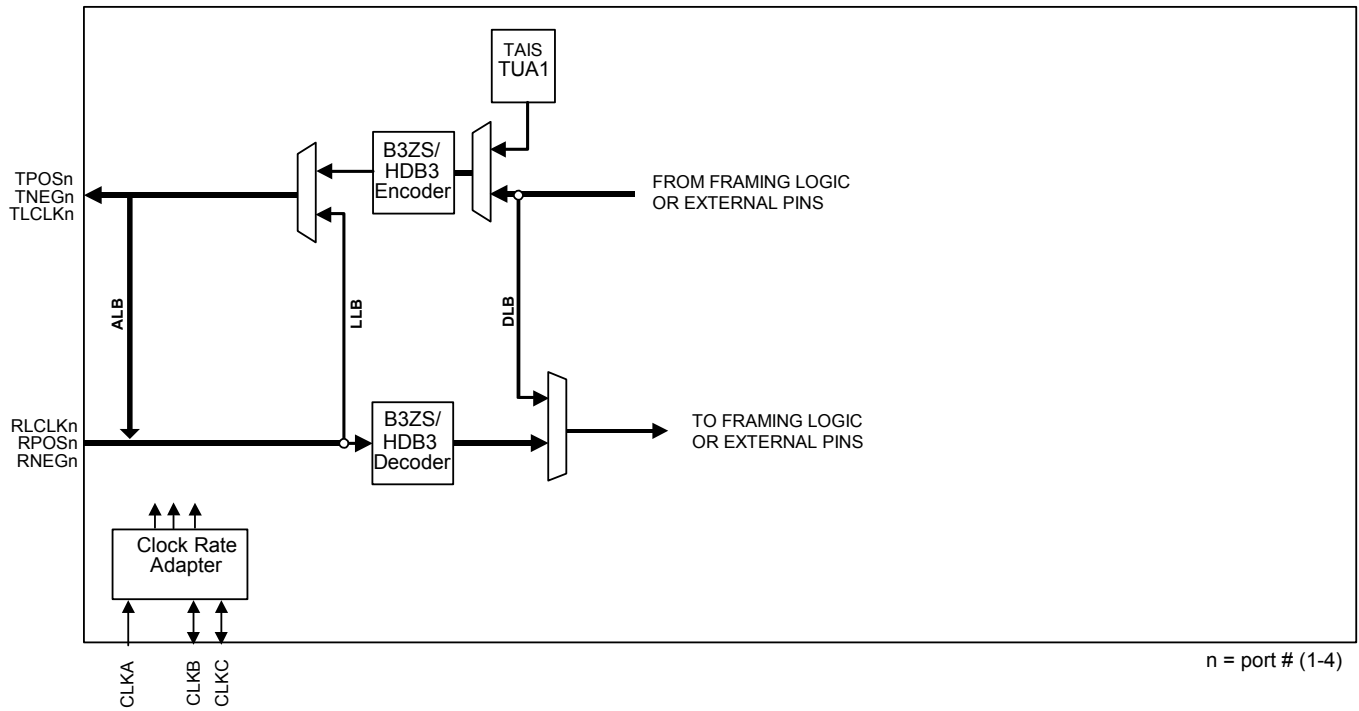 TAIS
TUA1
B3ZS/
HDB3
Encoder
TPOSn
TNEGn
TLCLKn
FROM FRAMING LOGIC
OR EXTERNAL PINS
ALB
LLB
DLB
RLCLKn
RPOSn
RNEGn
B3ZS/
HDB3
Decoder
TO FRAMING LOGIC
OR EXTERNAL PINS
Clock Rate
Adapter
CLKA
CLKB
CLKC
n = port # (1-4)